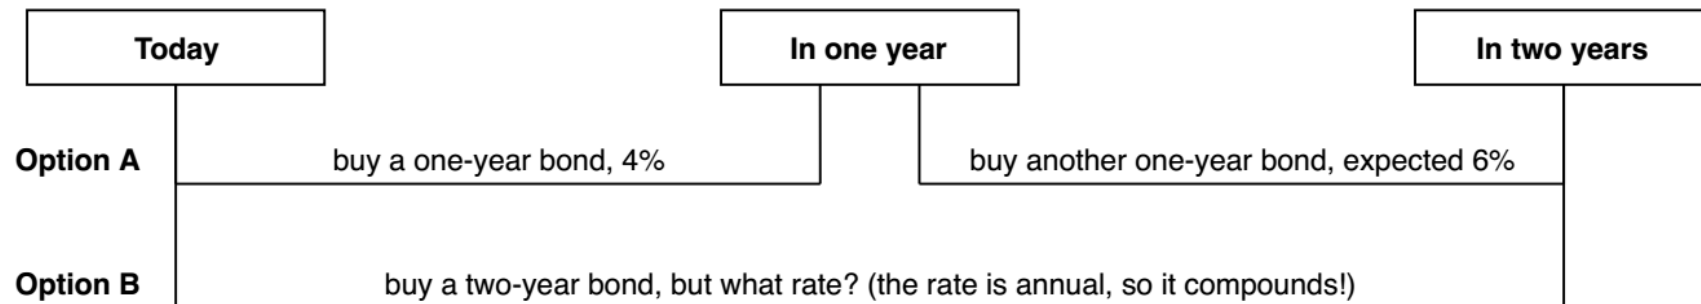 Today
In one year
In two years
Option A
buy a one-year bond, 4%
buy another one-year bond, expected 6%
Option B
buy a two-year bond, but what rate? (the rate is annual, so it compounds!)